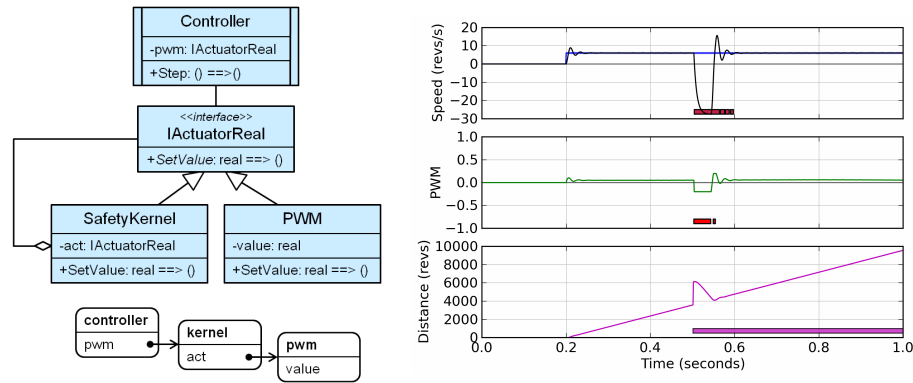 Controller
-pwm: IActuatorReal
+Step: () ==>()
<<interface>>
IActuatorReal
+SetValue: real ==> ()
SafetyKernel
-act: IActuatorReal
+SetValue: real ==> ()
PWM
-value: real
+SetValue: real ==> ()
controller
pwm
kernel
act
pwm
value
Speed (revs/s)
20
10
0
−10
−20
−30
PWM
1.0
0.5
0.0
−0.5
−1.0
Distance (revs)
10000
8000
6000
4000
2000
0
0.0 0.2 0.4 0.6 0.8 1.0
Time (seconds)